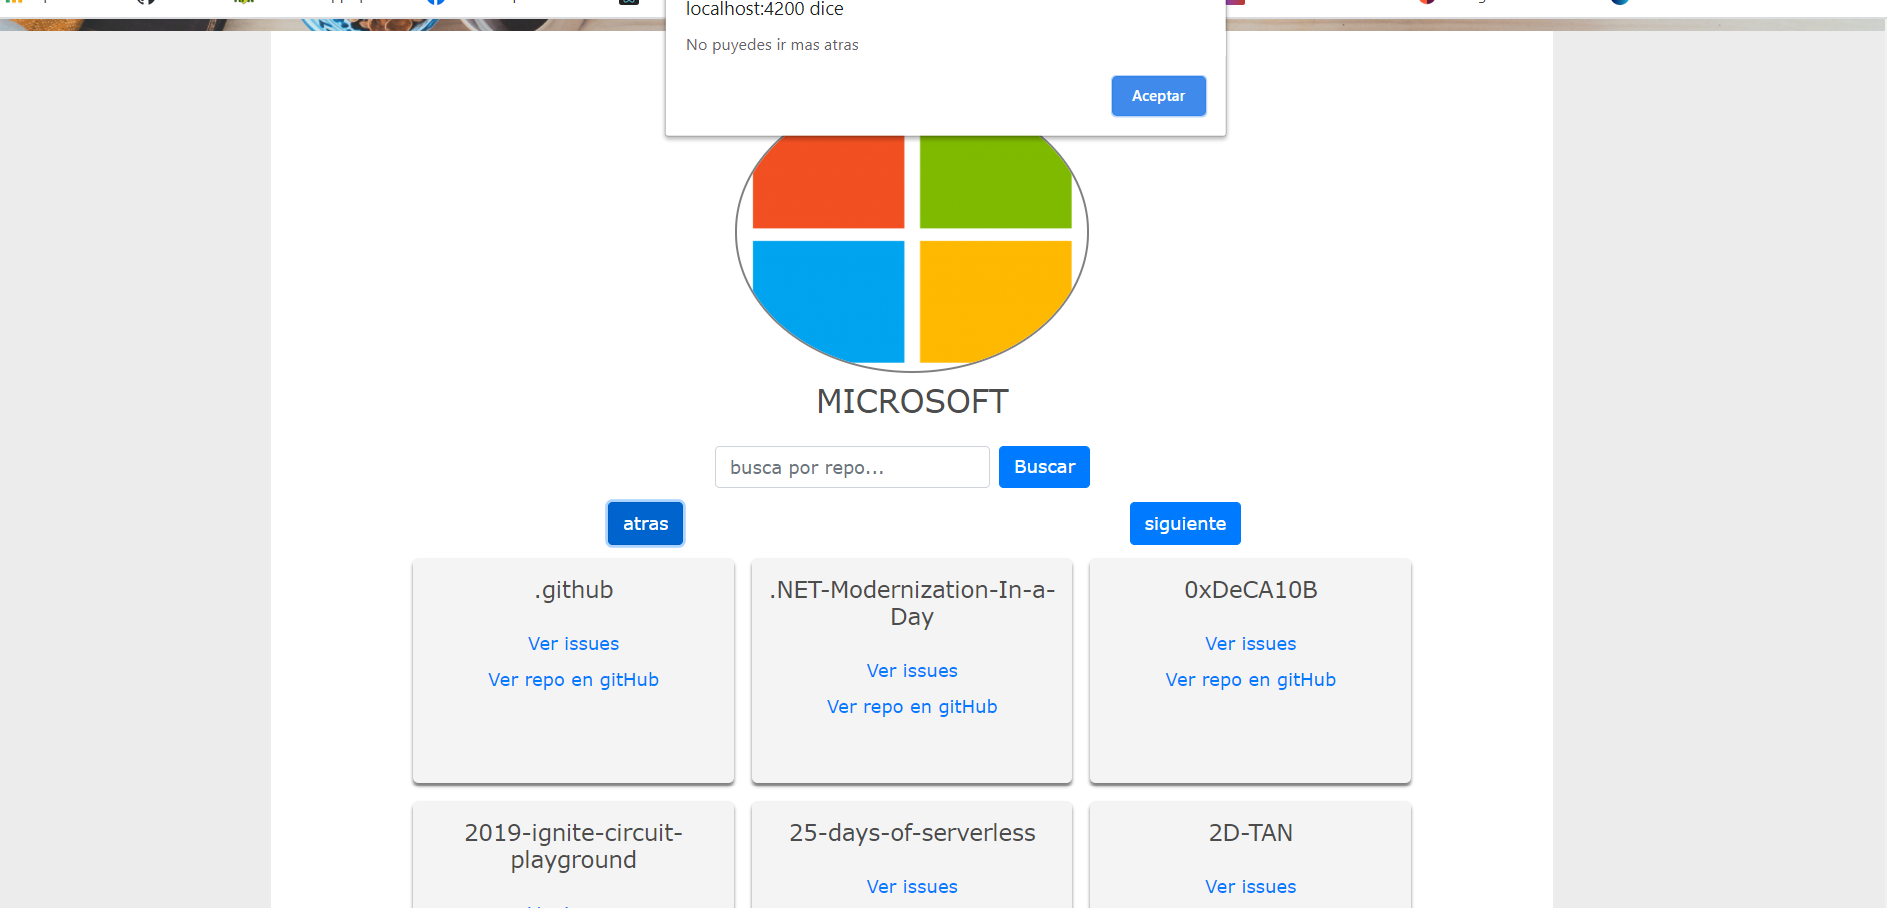 localhost:4200 dice
No puyedes ir mas atras
Aceptar
MICROSOFT
busca por repo...
Buscar
atras
siguiente
.github
Ver issues
Ver repo en gitHub
.NET-Modernization-In-a-
Day
Ver issues
Ver repo en gitHub
0xDeCA10B
Ver issues
Ver repo en gitHub
2019-ignite-circuit-
playground
25-days-of-serverless
Ver issues
2D-TAN
Ver issues